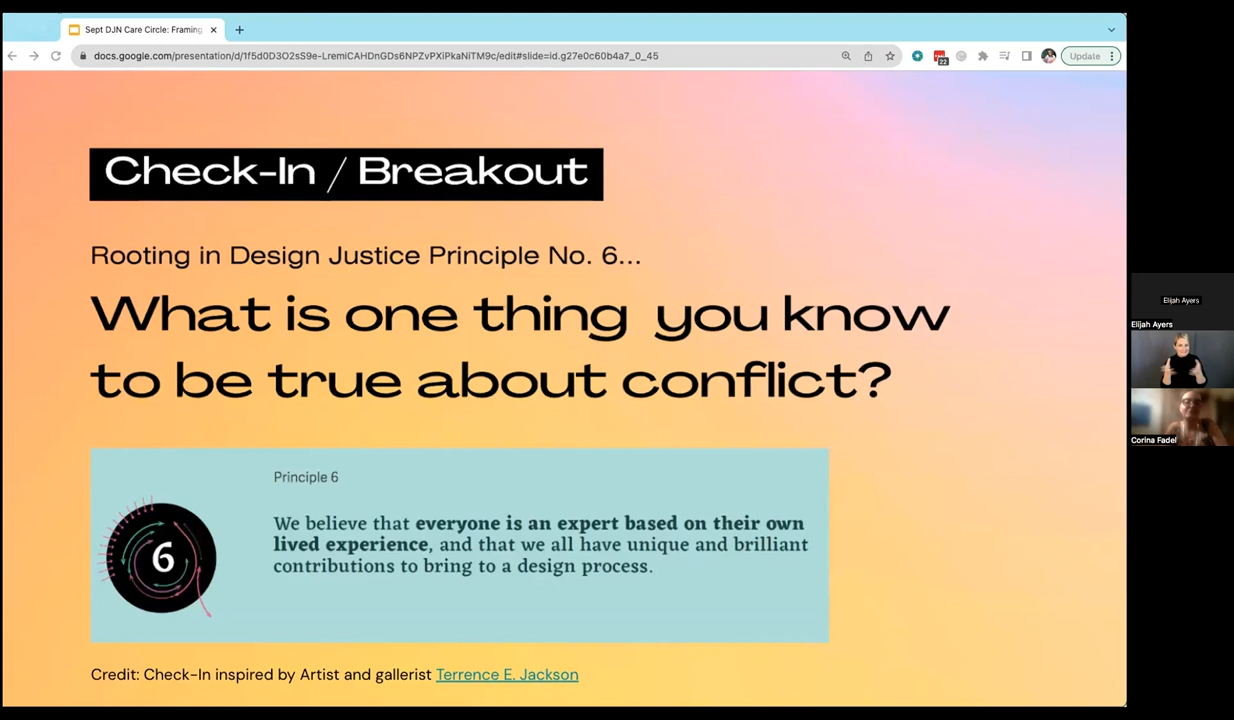 Sept DJN Care Circle: Framing
docs.google.com/presentation/d/1f5d0D3O2sS9e-LremiCAHDnGDs6NPZvPXiPkaNiTM9c/edit#slide=id.g27e0c60b4a7_0_45
22
Update
Check-In / Breakout
Rooting in Design Justice Principle No. 6...
What is one thing you know
to be true about conflict?
Principle 6
6
We believe that everyone is an expert based on their own
lived experience, and that we all have unique and brilliant
contributions to bring to a design process.
Credit: Check-In inspired by Artist and gallerist Terrence E. Jackson
Elijah Ayers
Elijah Ayers
Corina Fadel